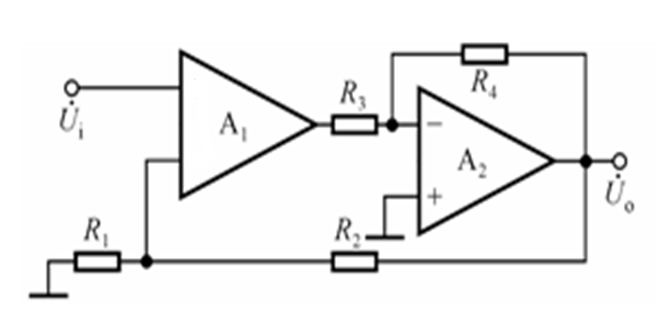 R₃
R₄
U̇ᵢ
A₁
−
A₂
+
U̇ₒ
R₁
R₂